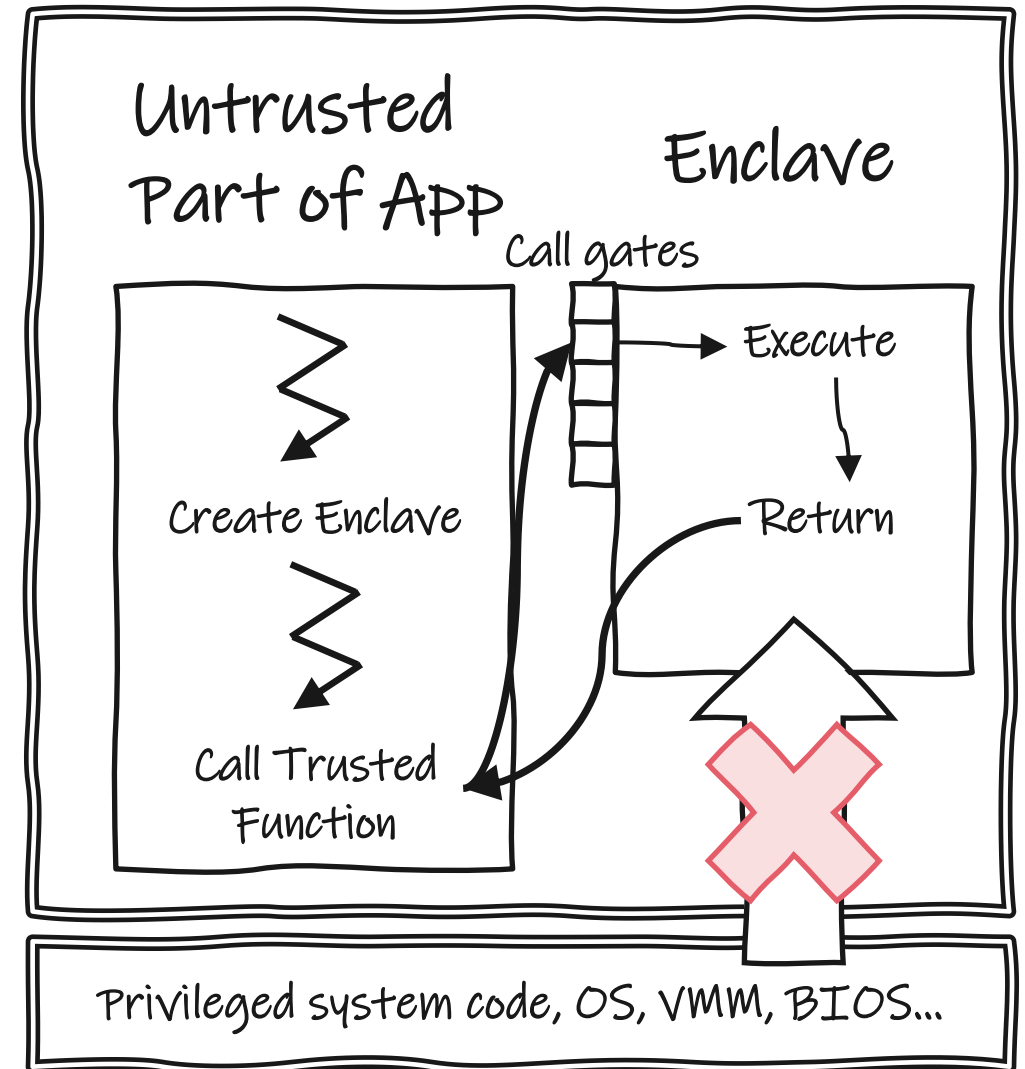 Untrusted
Part of App
Enclave
Call gates
Execute
Create Enclave
Return
Call Trusted
Function
Privileged system code, OS, VMM, BIOS...